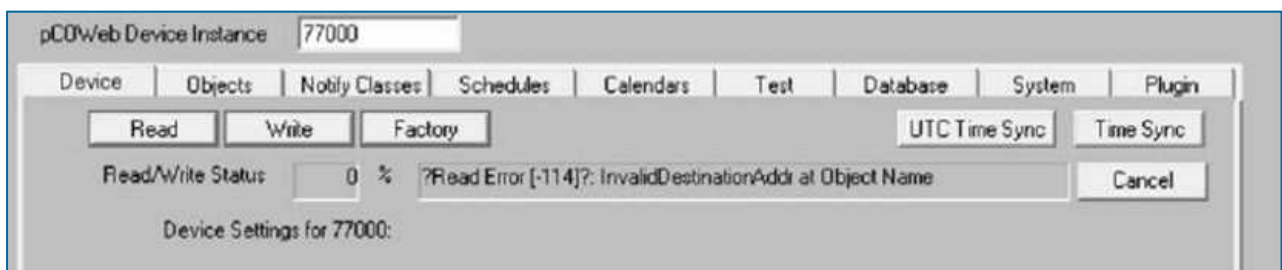 pCOWeb Device Instance 77000
Device Objects Notify Classes Schedules Calendars Test Database System Plugin
Read Write Factory UTC Time Sync Time Sync
Read/Write Status 0 % ?Read Error [-114]?: InvalidDestinationAddr at Object Name Cancel
Device Settings for 77000: